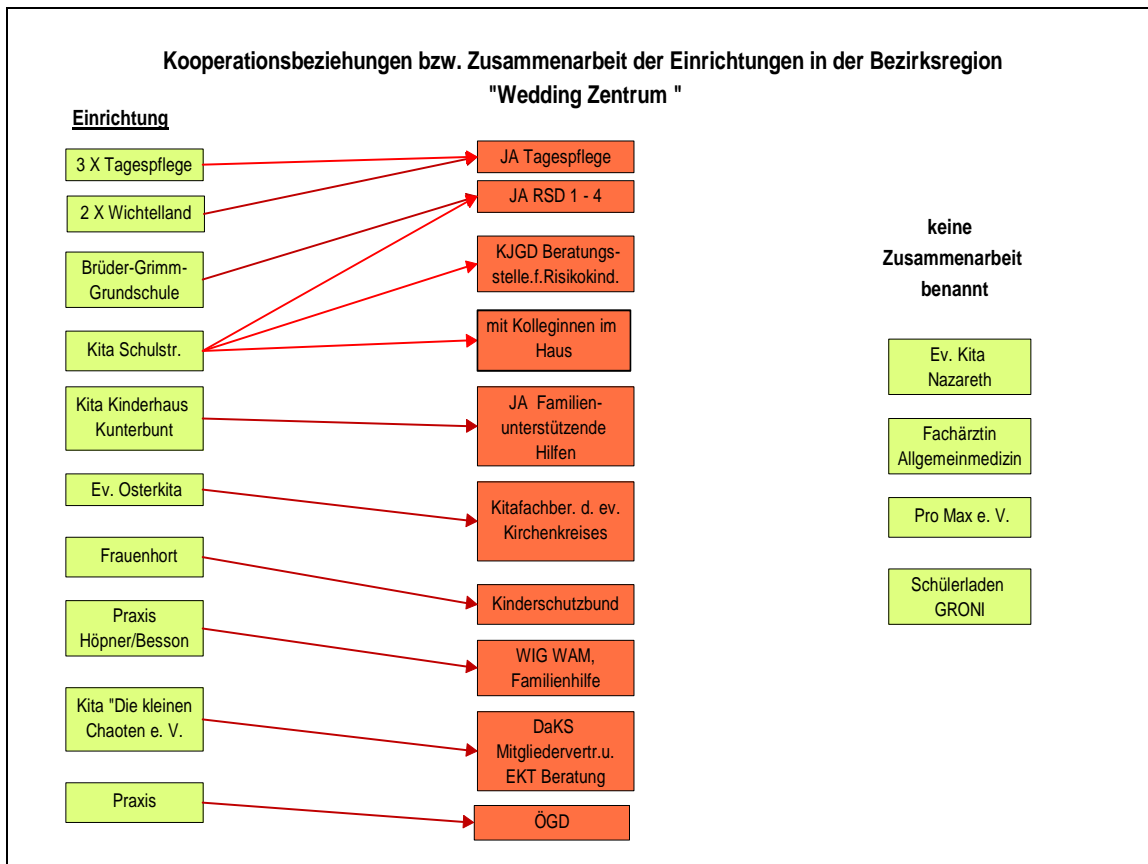 Kooperationsbeziehungen bzw. Zusammenarbeit der Einrichtungen in der Bezirksregion
"Wedding Zentrum "
Einrichtung
3 X Tagespflege
2 X Wichtelland
Brüder-Grimm-
Grundschule
Kita Schulstr.
Kita Kinderhaus
Kunterbunt
Ev. Osterkita
Frauenhort
Praxis
Höpner/Besson
Kita "Die kleinen
Chaoten e. V.
Praxis
JA Tagespflege
JA RSD 1 - 4
KJGD Beratungs-
stelle.f.Risikokind.
mit Kolleginnen im
Haus
JA Familien-
unterstützende
Hilfen
Kitafachber. d. ev.
Kirchenkreises
Kinderschutzbund
WIG WAM,
Familienhilfe
DaKS
Mitgliedervertr.u.
EKT Beratung
ÖGD
keine
Zusammenarbeit
benannt
Ev. Kita
Nazareth
Fachärztin
Allgemeinmedizin
Pro Max e. V.
Schülerladen
GRONI